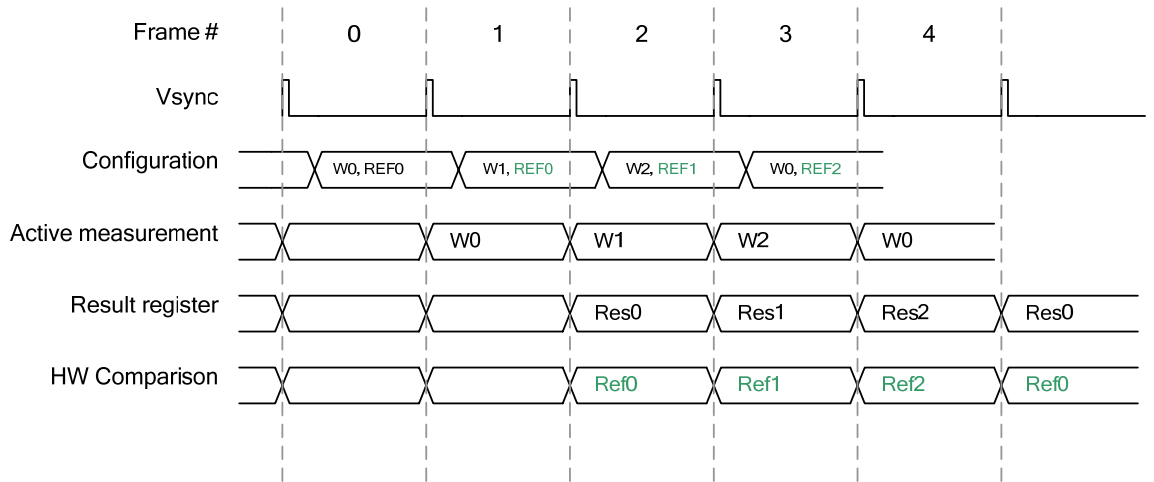 Frame # 0 1 2 3 4
Vsync
Configuration W0, REF0 W1, REF0 W2, REF1 W0, REF2
Active measurement W0 W1 W2 W0
Result register Res0 Res1 Res2 Res0
HW Comparison Ref0 Ref1 Ref2 Ref0